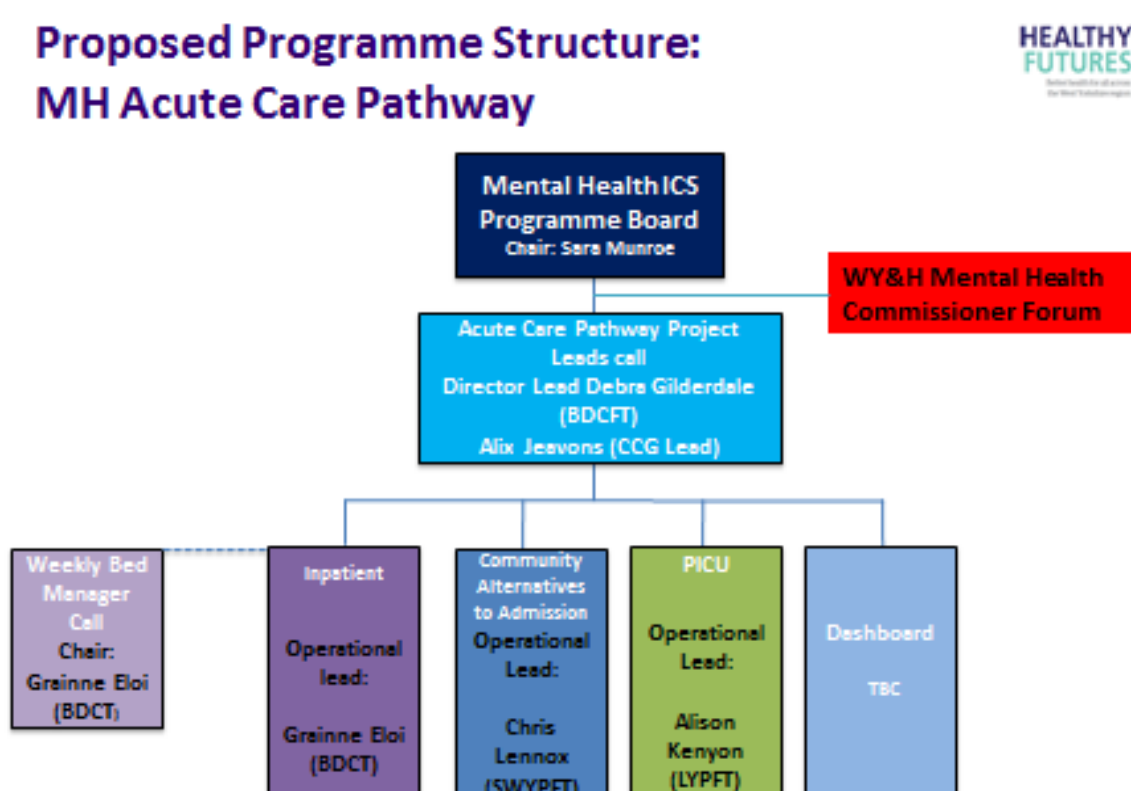 Proposed Programme Structure:
MH Acute Care Pathway
HEALTHY
FUTURES
Mental Health ICS
Programme Board
Chair: Sara Munroe
WY&H Mental Health
Commissioner Forum
Acute Care Pathway Project
Leads call
Director Lead Debra Gilderdale
(BDCFT)
Alix Jeavons (CCG Lead)
Weekly Bed
Manager
Call
Chair:
Grainne Eloi
(BDCT)
Inpatient
Operational
lead:
Grainne Eloi
(BDCT)
Community
Alternatives
to Admission
Operational
Lead:
Chris
Lennox
(SWYPFT)
PICU
Operational
Lead:
Alison
Kenyon
(LYPFT)
Dashboard
TBC